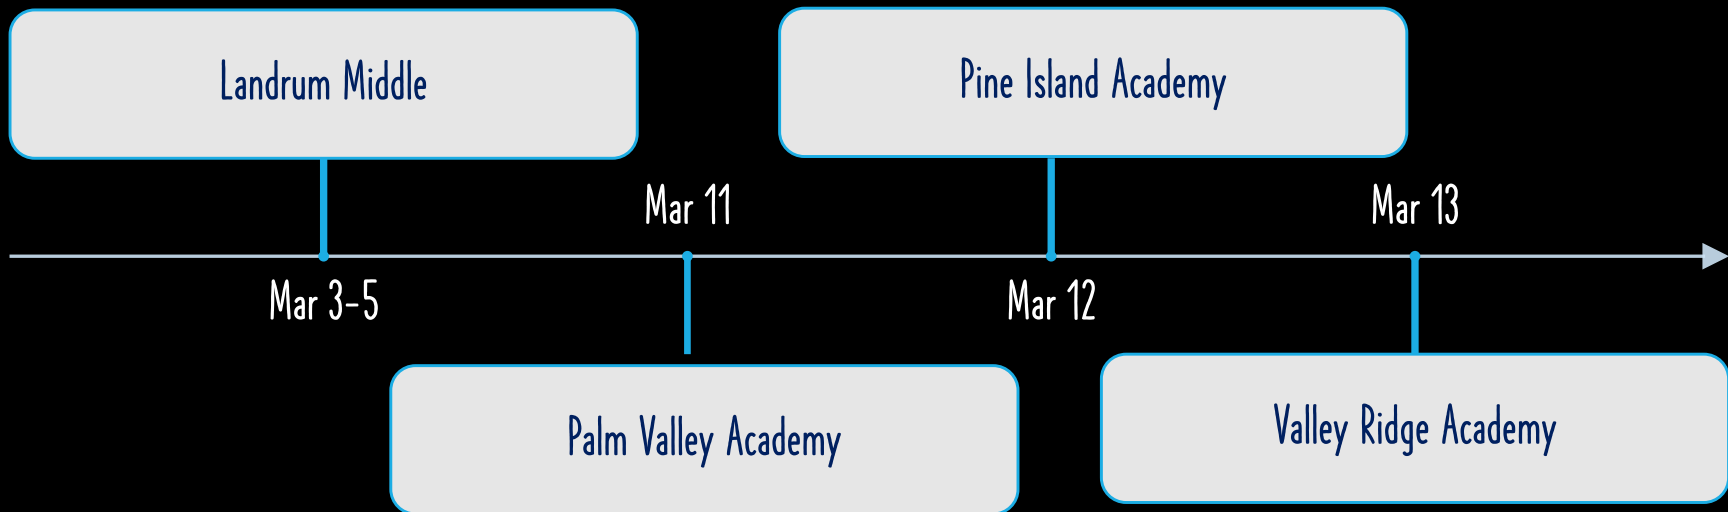 Landrum Middle
Pine Island Academy
Mar 11
Mar 13
Mar 3-5
Mar 12
Palm Valley Academy
Valley Ridge Academy